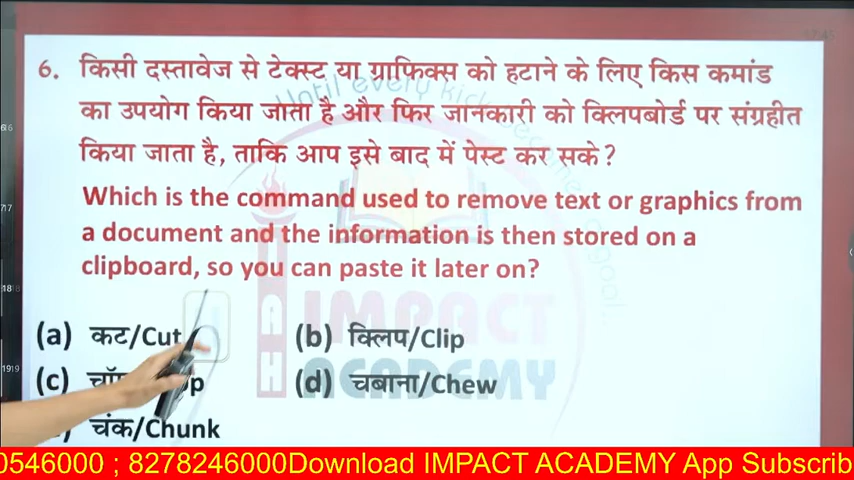 17:45
6. किसी दस्तावेज से टेक्स्ट या ग्राफिक्स को हटाने के लिए किस कमांड
का उपयोग किया जाता है और फिर जानकारी को क्लिपबोर्ड पर संग्रहीत
किया जाता है, ताकि आप इसे बाद में पेस्ट कर सके?
Which is the command used to remove text or graphics from
a document and the information is then stored on a
clipboard, so you can paste it later on?
(a) कट/Cut (b) क्लिप/Clip
(c) (d) चबाना/Chew
चंक/Chunk
IMPACT
ACADEMY
0546000 ; 8278246000Download IMPACT ACADEMY App Subscrib